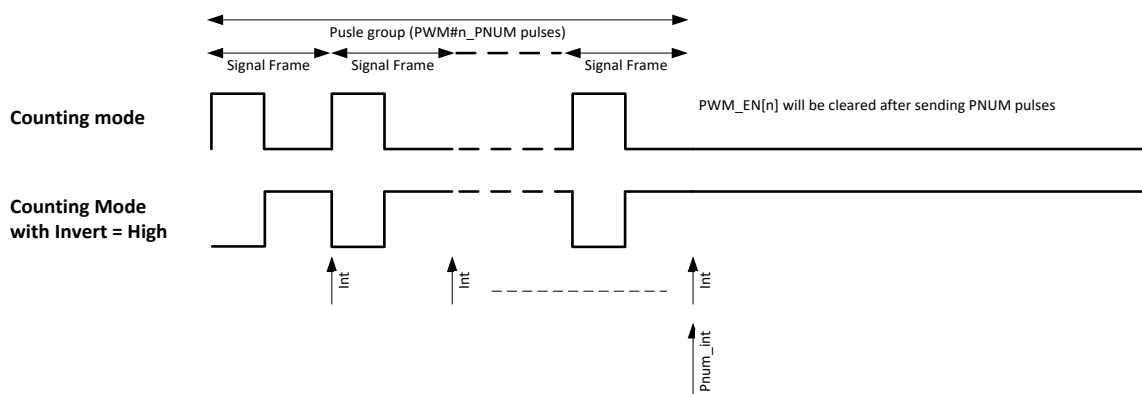 Pusle group (PWM#n_PNUM pulses)
Signal Frame
Signal Frame
Signal Frame
Counting mode
PWM_EN[n] will be cleared after sending PNUM pulses
Counting Mode
with Invert = High
Int
Int
Int
Pnum_int